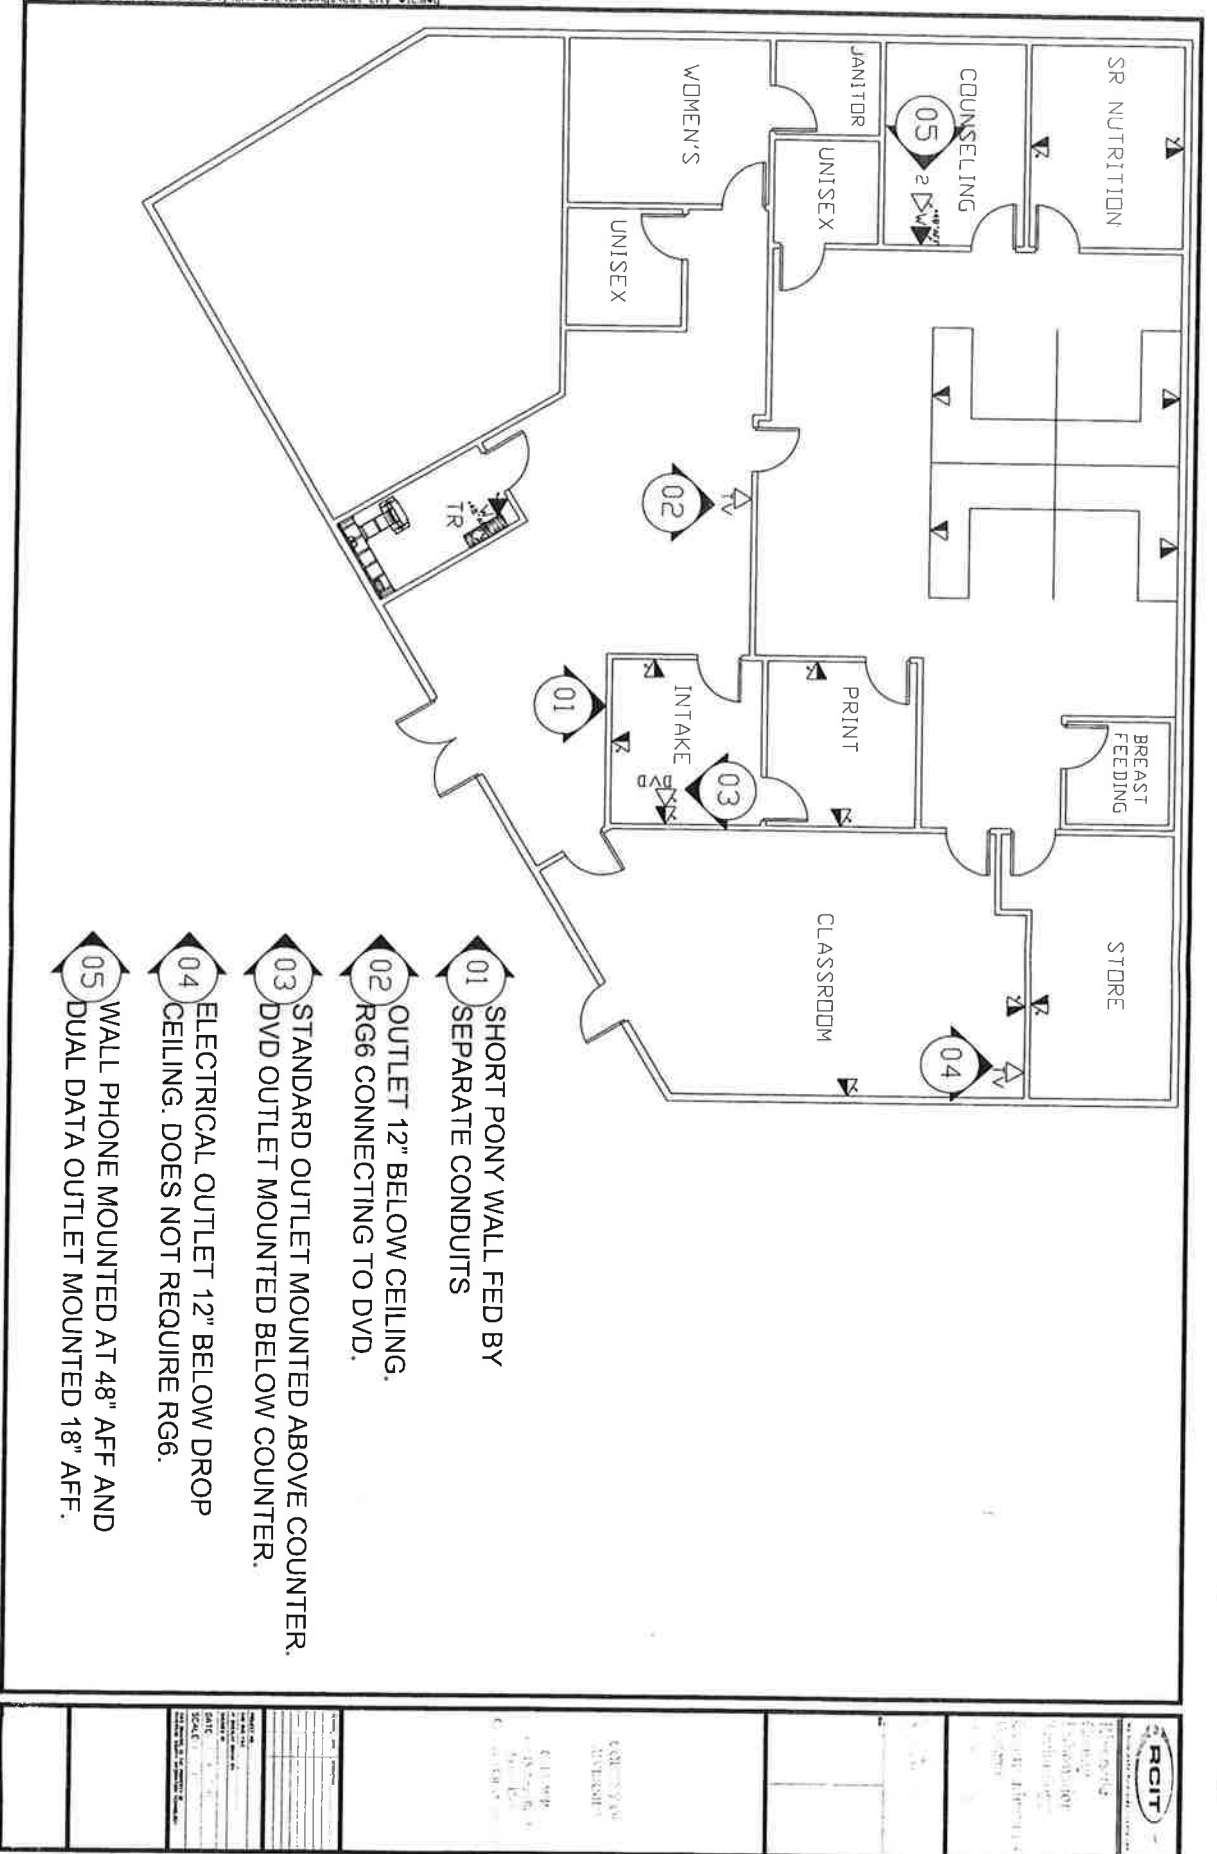 SR NUTRITION
COUNSELING
JANITOR
UNISEX
WOMEN'S
UNISEX
05
2
W
02
TV
TR
W
BREAST
FEEDING
PRINT
INTAKE
01
03
DVD
STORE
CLASSROOM
04
TV
01 SHORT PONY WALL FED BY
SEPARATE CONDUITS
02 OUTLET 12" BELOW CEILING.
RG6 CONNECTING TO DVD.
03 STANDARD OUTLET MOUNTED ABOVE COUNTER.
DVD OUTLET MOUNTED BELOW COUNTER.
04 ELECTRICAL OUTLET 12" BELOW DROP
CEILING. DOES NOT REQUIRE RG6.
05 WALL PHONE MOUNTED AT 48" AFF AND
DUAL DATA OUTLET MOUNTED 18" AFF.
RCIT
DATE
SCALE